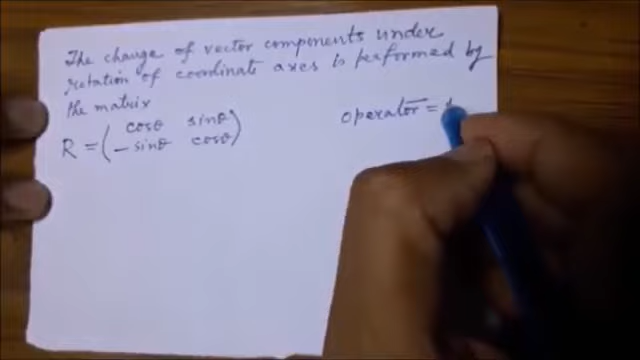 The change of vector components under
rotation of coordinate axes is performed by
the matrix
R = ( cosθ sinθ
-sinθ cosθ )
operator =